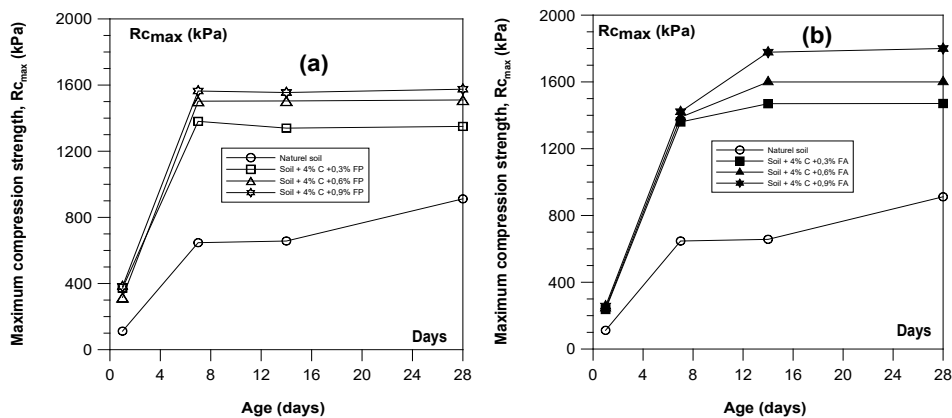 2000
1600
1200
800
400
0
Maximum compression strength, Rcmax (kPa)
Rcmax (kPa)
(a)
Naturel soil
Soil + 4% C +0,3% FP
Soil + 4% C +0,6% FP
Soil + 4% C +0,9% FP
Days
0 4 8 12 16 20 24 28
Age (days)
2000
1600
1200
800
400
0
Maximum compression strength, Rcmax (kPa)
Rcmax (kPa)
(b)
Naturel soil
Soil + 4% C +0,3% FA
Soil + 4% C +0,6% FA
Soil + 4% C +0,9% FA
Days
0 4 8 12 16 20 24 28
Age (days)